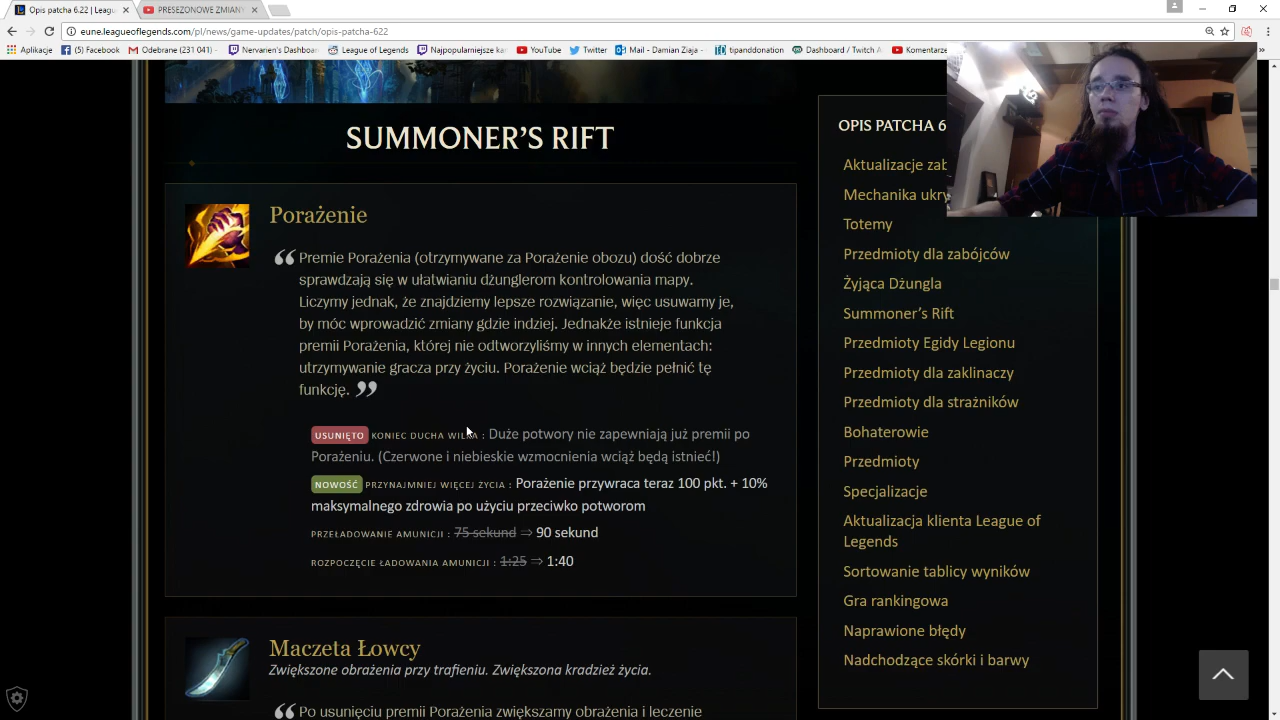 Opis patcha 6.22 | Leagu
PRESEZONOWE ZMIANY
eune.leagueoflegends.com/pl/news/game-updates/patch/opis-patcha-622
Aplikacje
(5) Facebook
Odebrane (231 041) -
Nervarien's Dashboar
League of Legends
Najpopularniejsze ka
YouTube
Twitter
Mail - Damian Ziaja -
tipanddonation
Dashboard / Twitch A
Komentarze
»
SUMMONER'S RIFT
Porażenie
“ Premie Porażenia (otrzymywane za Porażenie obozu) dość dobrze
sprawdzają się w ułatwianiu dżunglerom kontrolowania mapy.
Liczymy jednak, że znajdziemy lepsze rozwiązanie, więc usuwamy je,
by móc wprowadzić zmiany gdzie indziej. Jednakże istnieje funkcja
premii Porażenia, której nie odtworzyliśmy w innych elementach:
utrzymywanie gracza przy życiu. Porażenie wciąż będzie pełnić tę
funkcję. ”
USUNIĘTO KONIEC DUCHA WILKA : Duże potwory nie zapewniają już premii po
Porażeniu. (Czerwone i niebieskie wzmocnienia wciąż będą istnieć!)
NOWOŚĆ PRZYNAJMNIEJ WIĘCEJ ŻYCIA : Porażenie przywraca teraz 100 pkt. + 10%
maksymalnego zdrowia po użyciu przeciwko potworom
PRZEŁADOWANIE AMUNICJI : 75 sekund ⇒ 90 sekund
ROZPOCZĘCIE ŁADOWANIA AMUNICJI : 1:25 ⇒ 1:40
Maczeta Łowcy
Zwiększone obrażenia przy trafieniu. Zwiększona kradzież życia.
“ Po usunięciu premii Porażenia zwiększamy obrażenia i leczenie
OPIS PATCHA 6
Aktualizacje zab
Mechanika ukry
Totemy
Przedmioty dla zabójców
Żyjąca Dżungla
Summoner's Rift
Przedmioty Egidy Legionu
Przedmioty dla zaklinaczy
Przedmioty dla strażników
Bohaterowie
Przedmioty
Specjalizacje
Aktualizacja klienta League of
Legends
Sortowanie tablicy wyników
Gra rankingowa
Naprawione błędy
Nadchodzące skórki i barwy